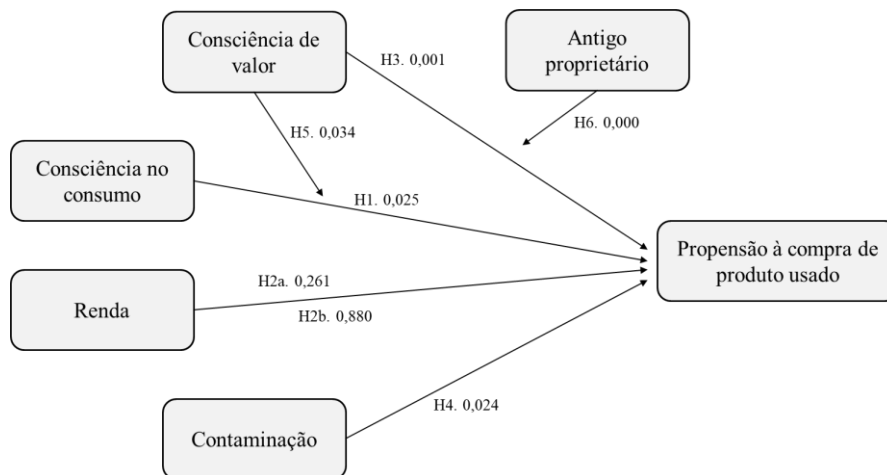 Consciência de
valor
Antigo
proprietário
H3. 0,001
H6. 0,000
H5. 0,034
Consciência no
consumo
H1. 0,025
Propensão à compra de
produto usado
H2a. 0,261
Renda
H2b. 0,880
H4. 0,024
Contaminação